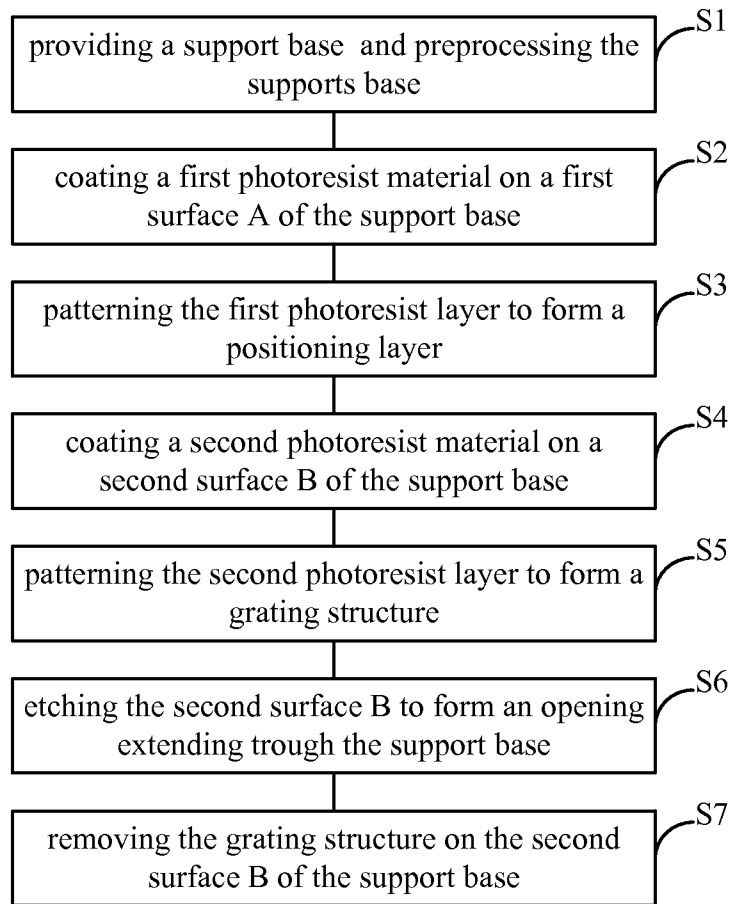 S1
providing a support base and preprocessing the
supports base
S2
coating a first photoresist material on a first
surface A of the support base
S3
patterning the first photoresist layer to form a
positioning layer
S4
coating a second photoresist material on a
second surface B of the support base
S5
patterning the second photoresist layer to form a
grating structure
S6
etching the second surface B to form an opening
extending trough the support base
S7
removing the grating structure on the second
surface B of the support base